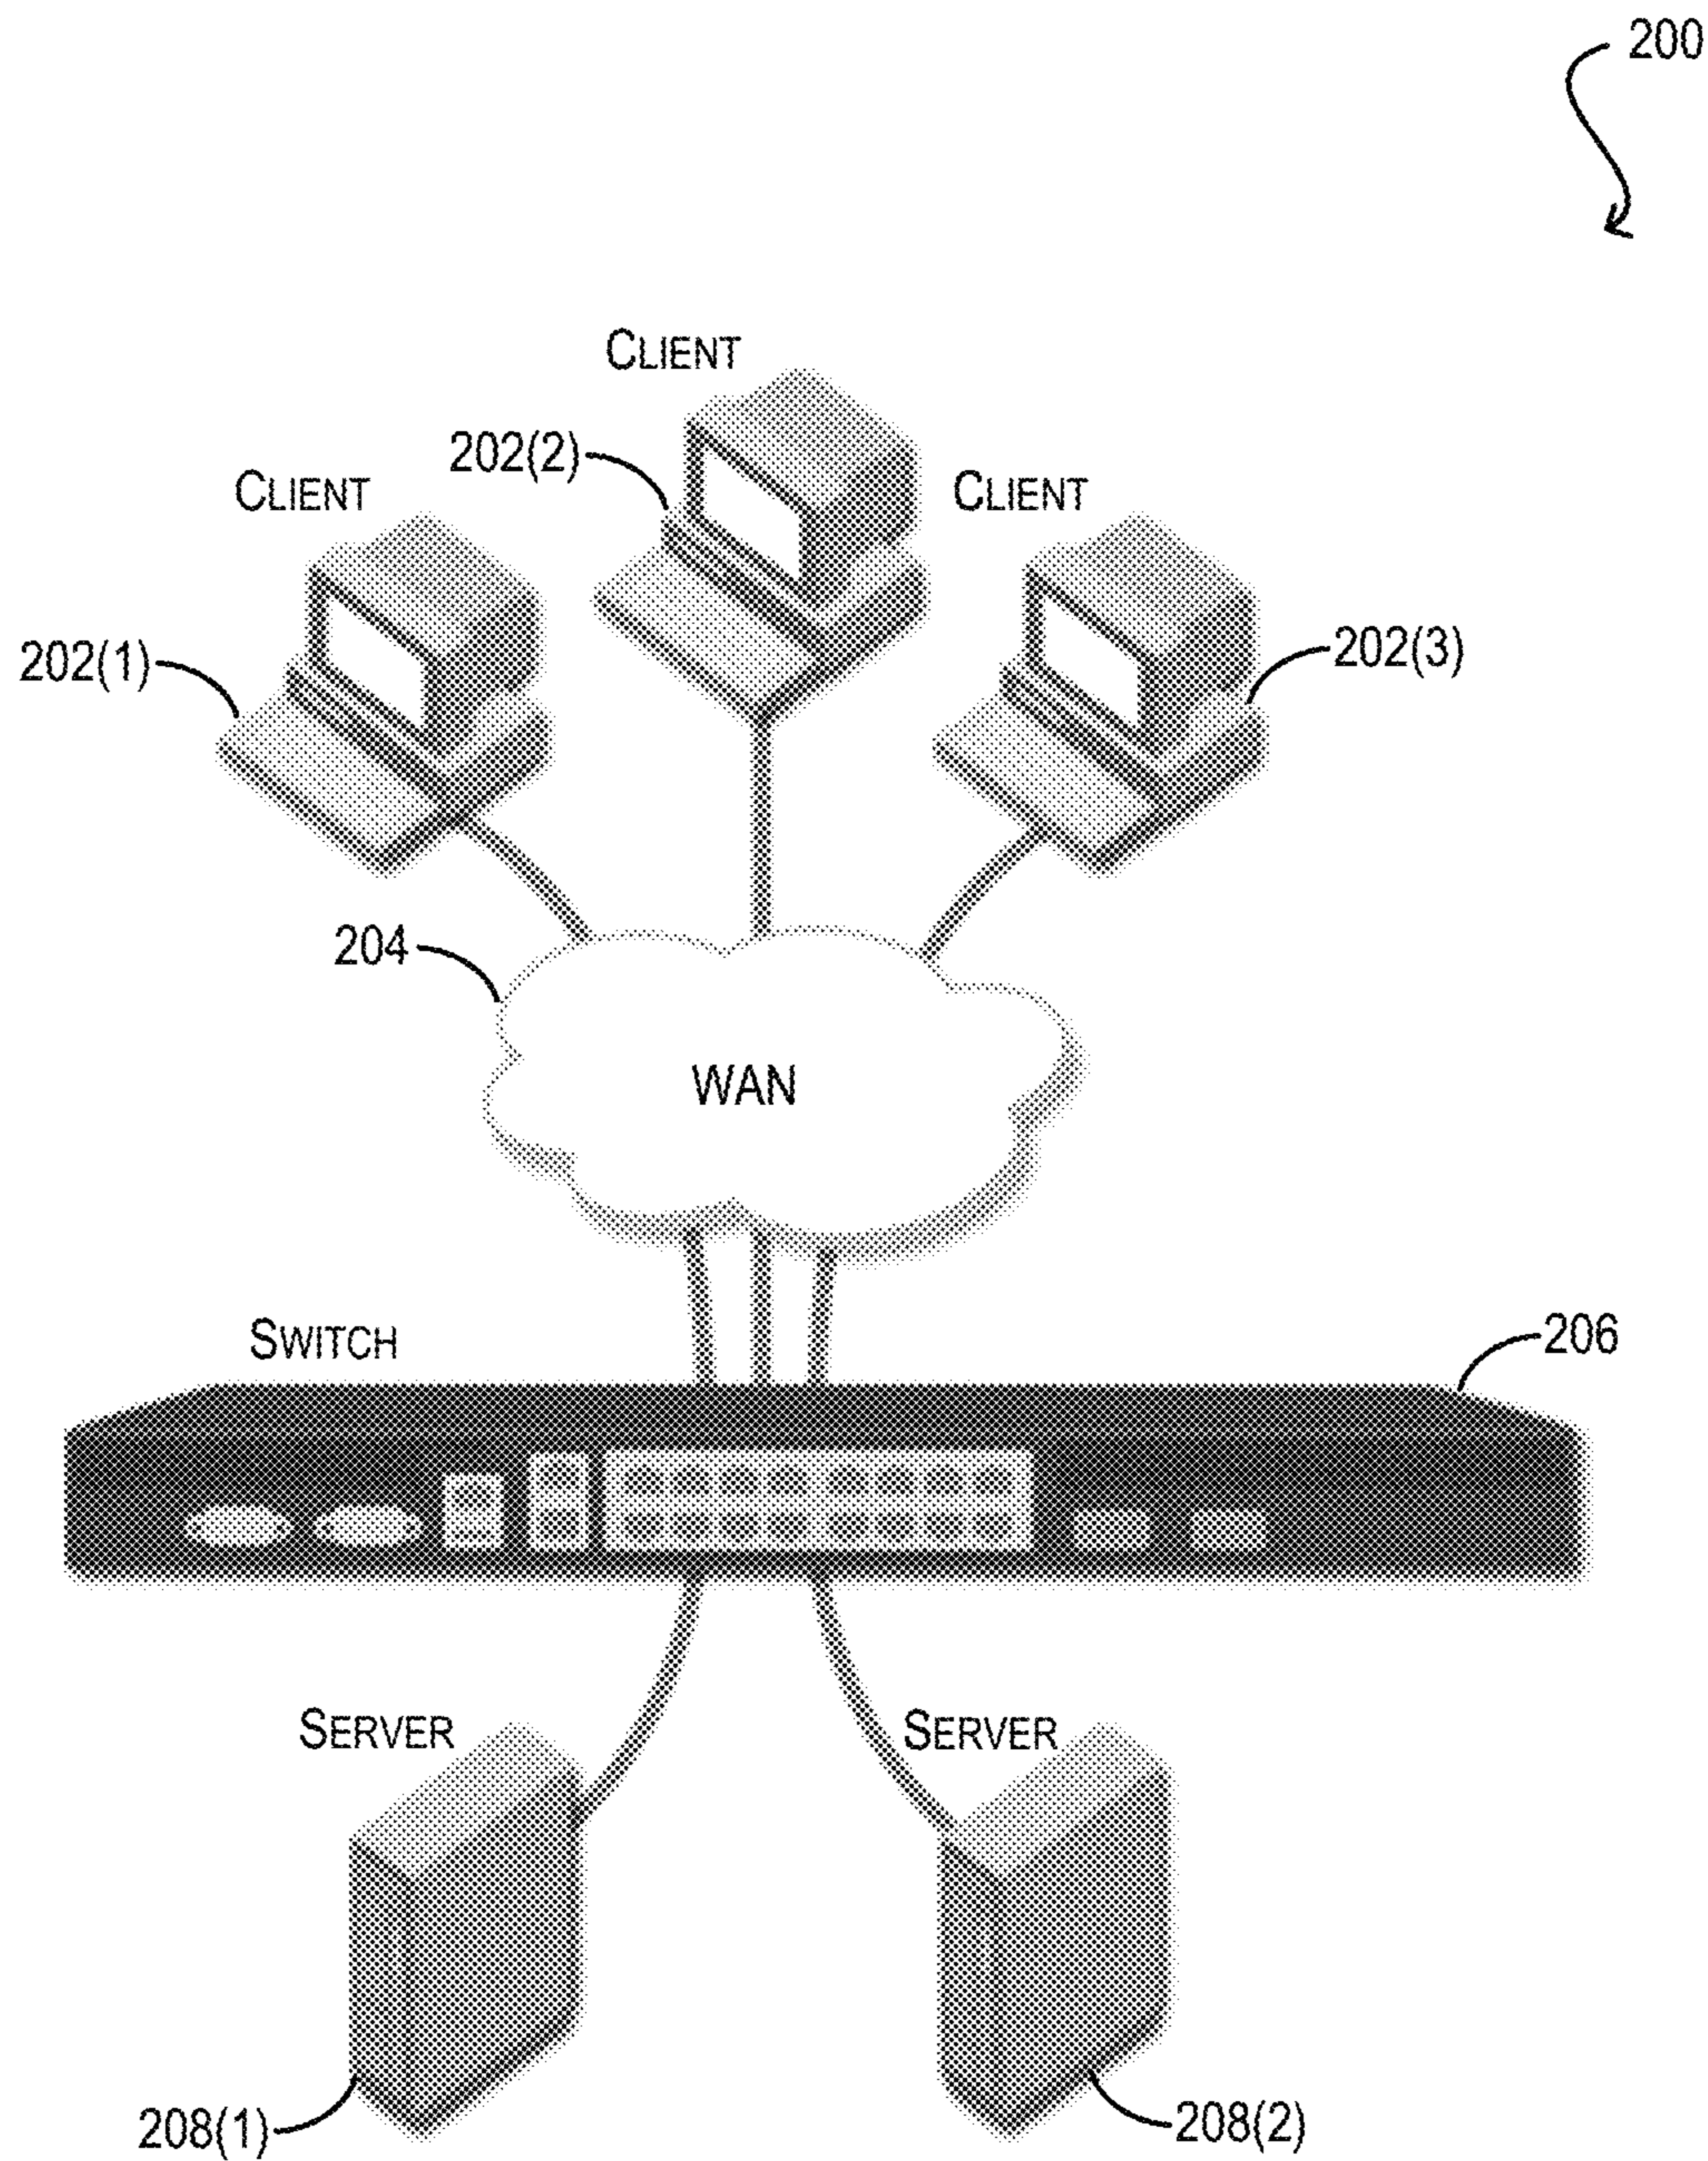 200
CLIENT
202(2)
CLIENT
CLIENT
202(1)
202(3)
204
WAN
SWITCH
206
SERVER
SERVER
208(1)
208(2)